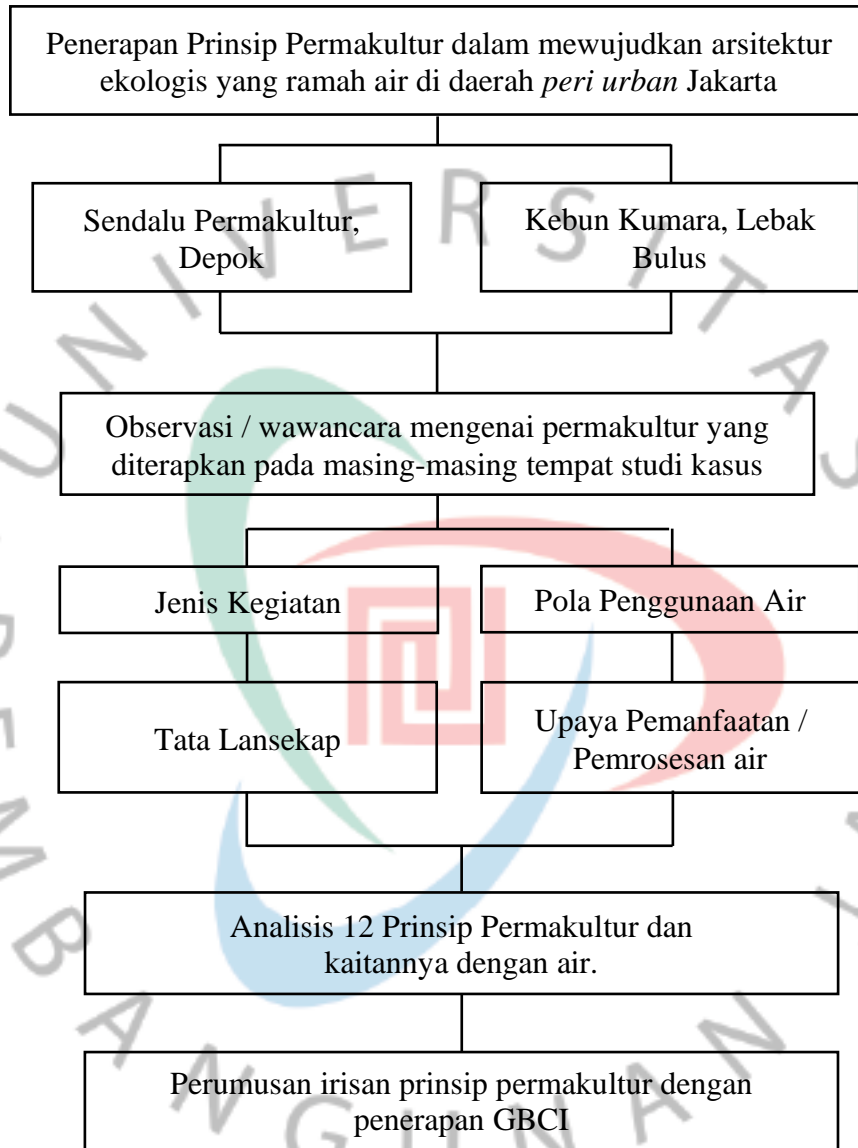 Penerapan Prinsip Permakultur dalam mewujudkan arsitektur
ekologis yang ramah air di daerah peri urban Jakarta
Sendalu Permakultur,
Depok
Kebun Kumara, Lebak
Bulus
Observasi / wawancara mengenai permakultur yang
diterapkan pada masing-masing tempat studi kasus
Jenis Kegiatan
Pola Penggunaan Air
Tata Lansekap
Upaya Pemanfaatan /
Pemrosesan air
Analisis 12 Prinsip Permakultur dan
kaitannya dengan air.
Perumusan irisan prinsip permakultur dengan
penerapan GBCI
UNIVERSITAS